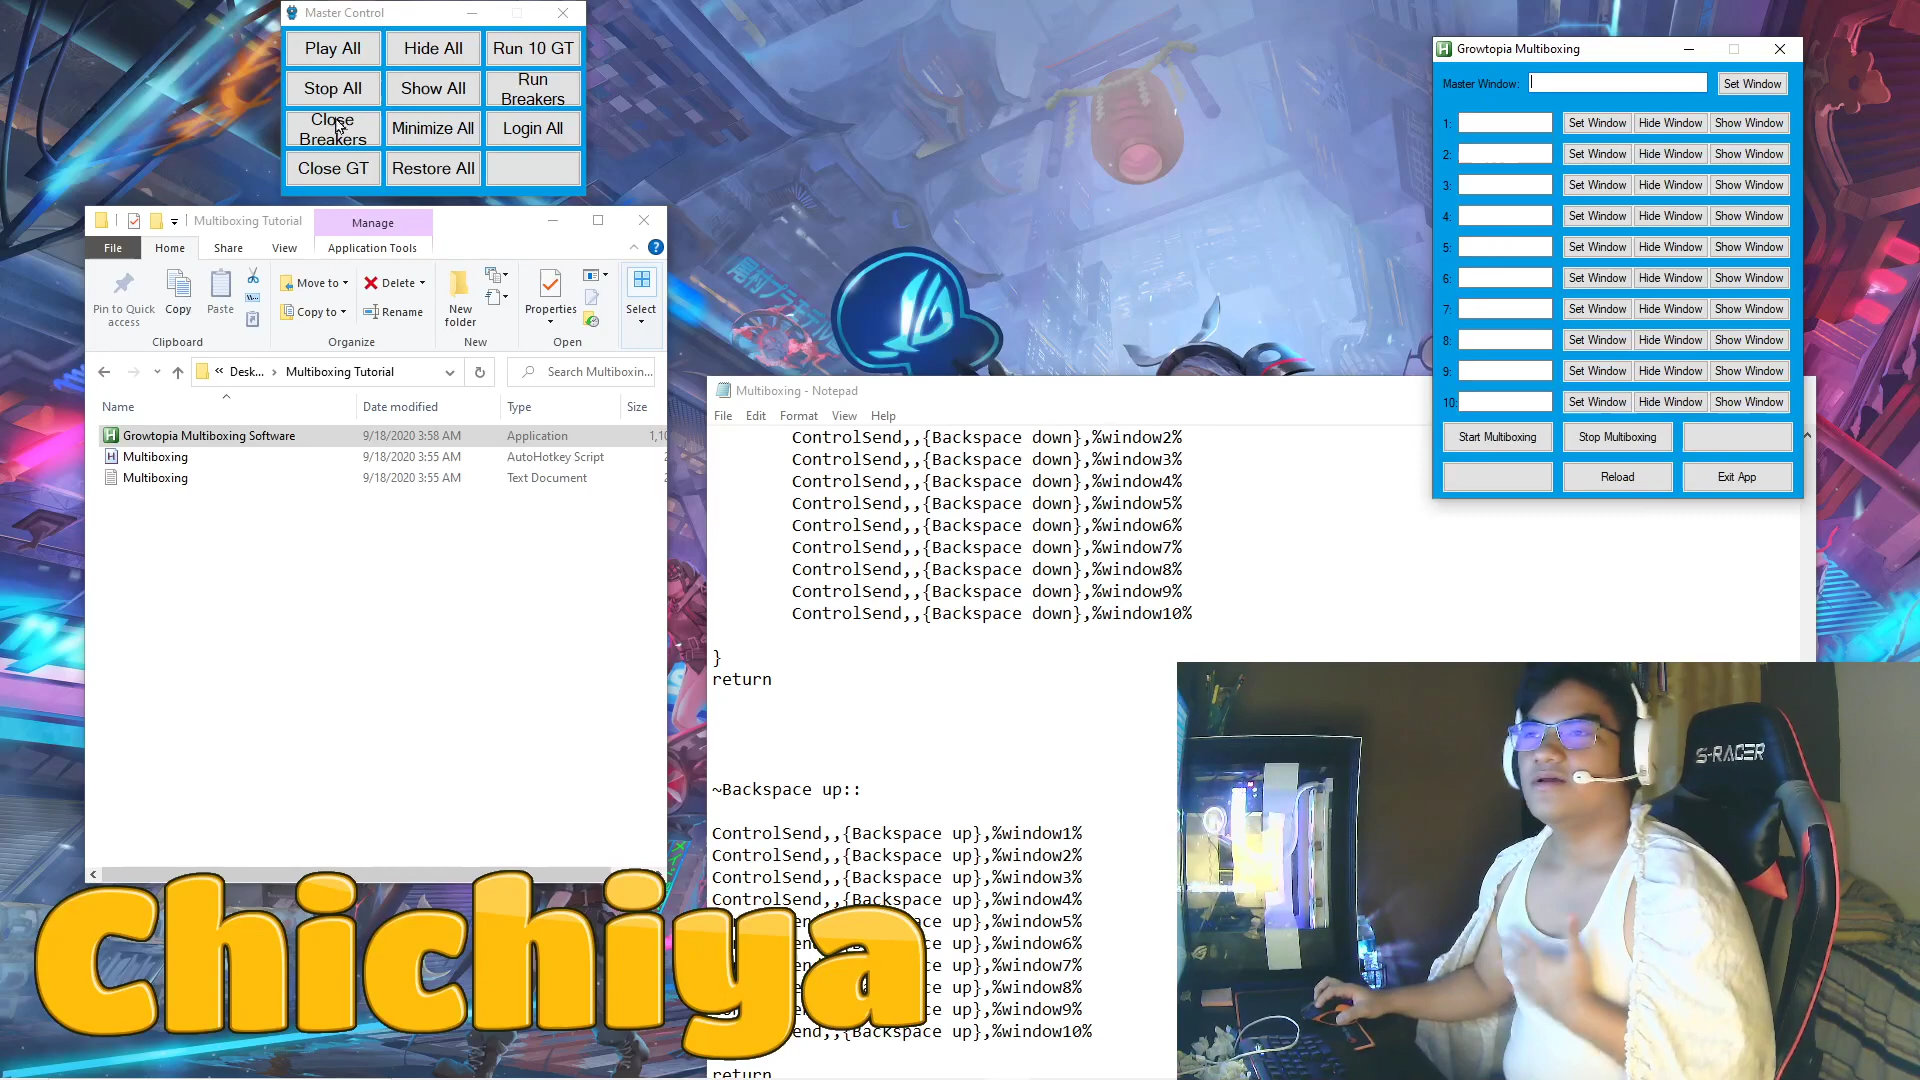 Master Control
Play All
Hide All
Run 10 GT
Stop All
Show All
Run
Breakers
Close
Breakers
Minimize All
Login All
Close GT
Restore All
Multiboxing Tutorial
Manage
File
Home
Share
View
Application Tools
Pin to Quick
access
Copy
Paste
Move to
Copy to
Delete
Rename
New
folder
Properties
Select
Clipboard
Organize
New
Open
« Desk... › Multiboxing Tutorial
Search Multiboxin...
Name
Date modified
Type
Size
Growtopia Multiboxing Software 9/18/2020 3:58 AM Application 1,10
Multiboxing 9/18/2020 3:55 AM AutoHotkey Script
Multiboxing 9/18/2020 3:55 AM Text Document
Multiboxing - Notepad
File Edit Format View Help
ControlSend,,{Backspace down},%window2%
ControlSend,,{Backspace down},%window3%
ControlSend,,{Backspace down},%window4%
ControlSend,,{Backspace down},%window5%
ControlSend,,{Backspace down},%window6%
ControlSend,,{Backspace down},%window7%
ControlSend,,{Backspace down},%window8%
ControlSend,,{Backspace down},%window9%
ControlSend,,{Backspace down},%window10%
}
return
~Backspace up::
ControlSend,,{Backspace up},%window1%
ControlSend,,{Backspace up},%window2%
ControlSend,,{Backspace up},%window3%
ControlSend,,{Backspace up},%window4%
space up},%window5%
space up},%window6%
space up},%window7%
space up},%window8%
space up},%window9%
end,,{Backspace up},%window10%
return
Growtopia Multiboxing
Master Window: Set Window
1: Set Window Hide Window Show Window
2: Set Window Hide Window Show Window
3: Set Window Hide Window Show Window
4: Set Window Hide Window Show Window
5: Set Window Hide Window Show Window
6: Set Window Hide Window Show Window
7: Set Window Hide Window Show Window
8: Set Window Hide Window Show Window
9: Set Window Hide Window Show Window
10: Set Window Hide Window Show Window
Start Multiboxing
Stop Multiboxing
Reload
Exit App
S-RACER
Chichiya